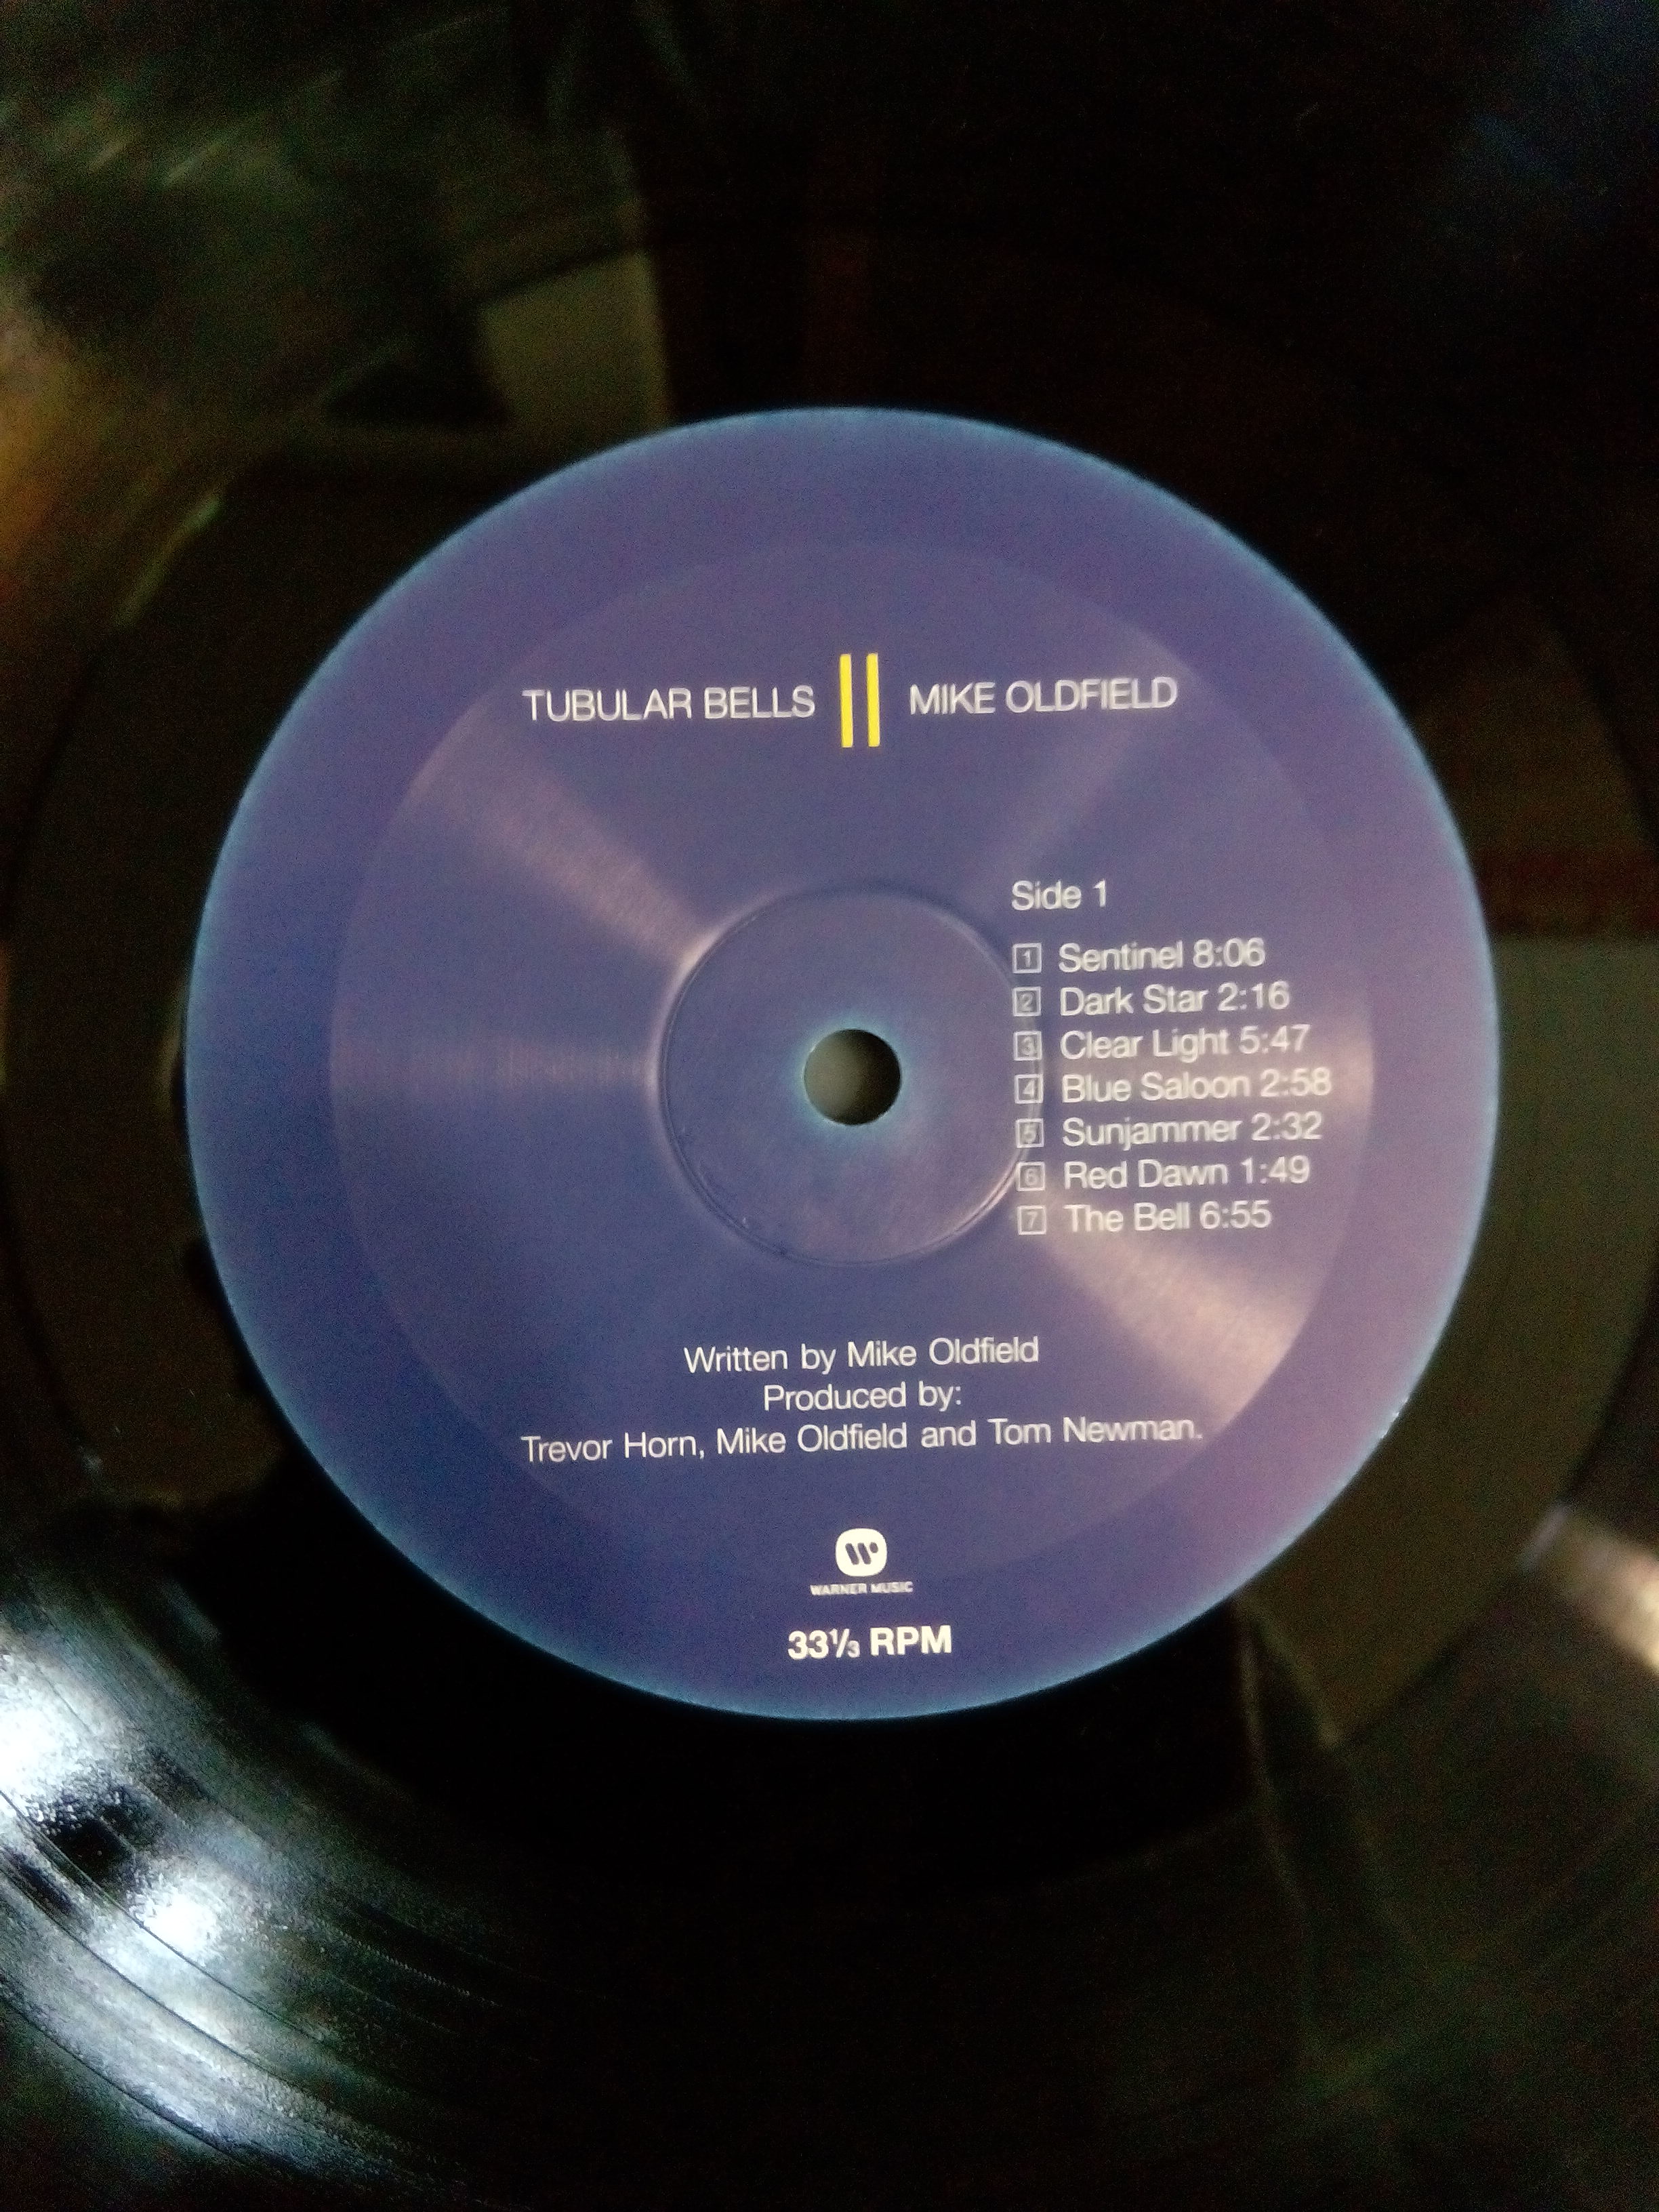 TUBULAR BELLS II MIKE OLDFIELD
Side 1
1 Sentinel 8:06
2 Dark Star 2:16
3 Clear Light 5:47
4 Blue Saloon 2:58
5 Sunjammer 2:32
6 Red Dawn 1:49
7 The Bell 6:55
Written by Mike Oldfield
Produced by:
Trevor Horn, Mike Oldfield and Tom Newman.
WARNER MUSIC
33⅓ RPM